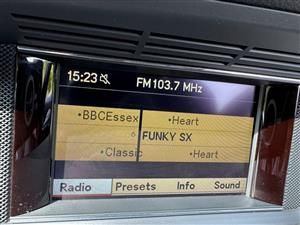 15:23 FM 103.7 MHz
•BBCEssex •Heart
FUNKY SX
•Classic •Heart
Radio Presets Info Sound